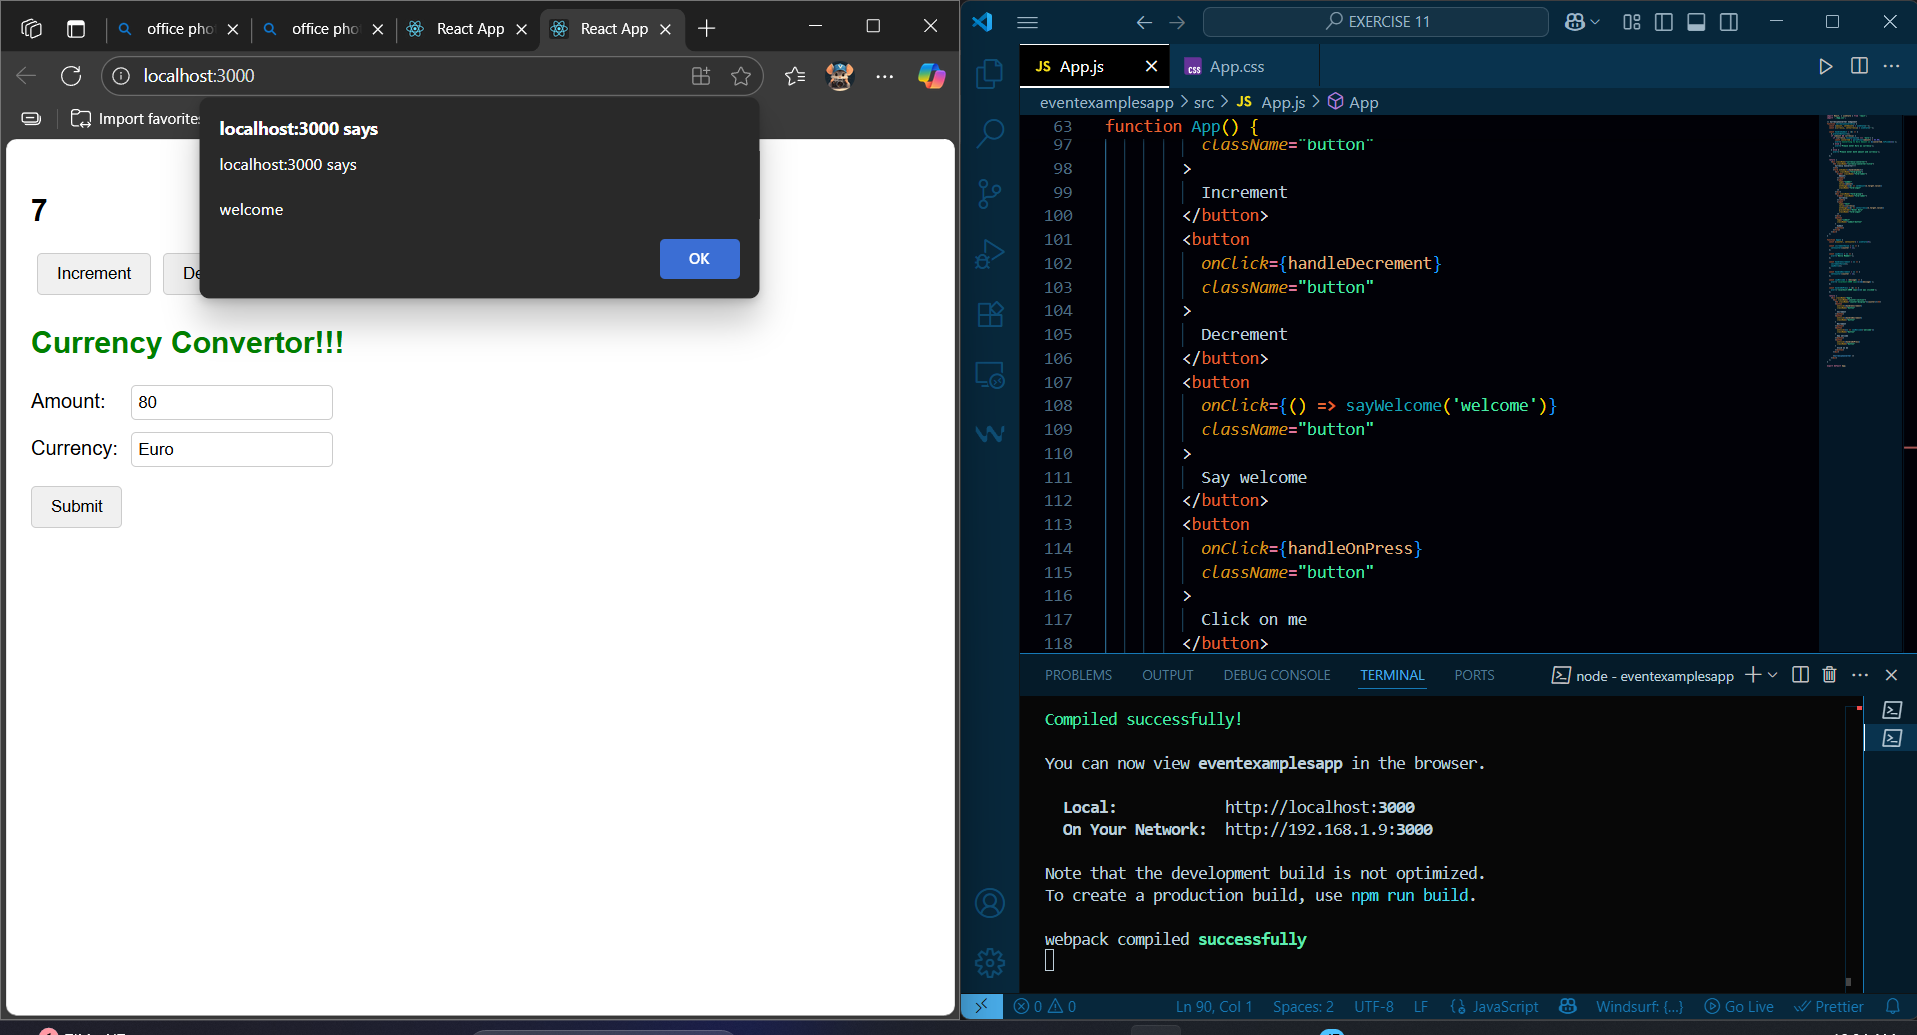 office pho
office pho
React App
React App
localhost:3000
Import favorites
localhost:3000 says
localhost:3000 says
welcome
OK
7
Increment
De
Currency Convertor!!!
Amount:
80
Currency:
Euro
Submit
EXERCISE 11
JS App.js
css App.css
eventexamplesapp > src > JS App.js > App
63 function App() {
97 className="button"
98 >
99 Increment
100 </button>
101 <button
102 onClick={handleDecrement}
103 className="button"
104 >
105 Decrement
106 </button>
107 <button
108 onClick={() => sayWelcome('welcome')}
109 className="button"
110 >
111 Say welcome
112 </button>
113 <button
114 onClick={handleOnPress}
115 className="button"
116 >
117 Click on me
118 </button>
PROBLEMS OUTPUT DEBUG CONSOLE TERMINAL PORTS
node - eventexamplesapp
Compiled successfully!
You can now view eventexamplesapp in the browser.
Local: http://localhost:3000
On Your Network: http://192.168.1.9:3000
Note that the development build is not optimized.
To create a production build, use npm run build.
webpack compiled successfully
0 0
Ln 90, Col 1 Spaces: 2 UTF-8 LF {} JavaScript Windsurf: {...} Go Live Prettier